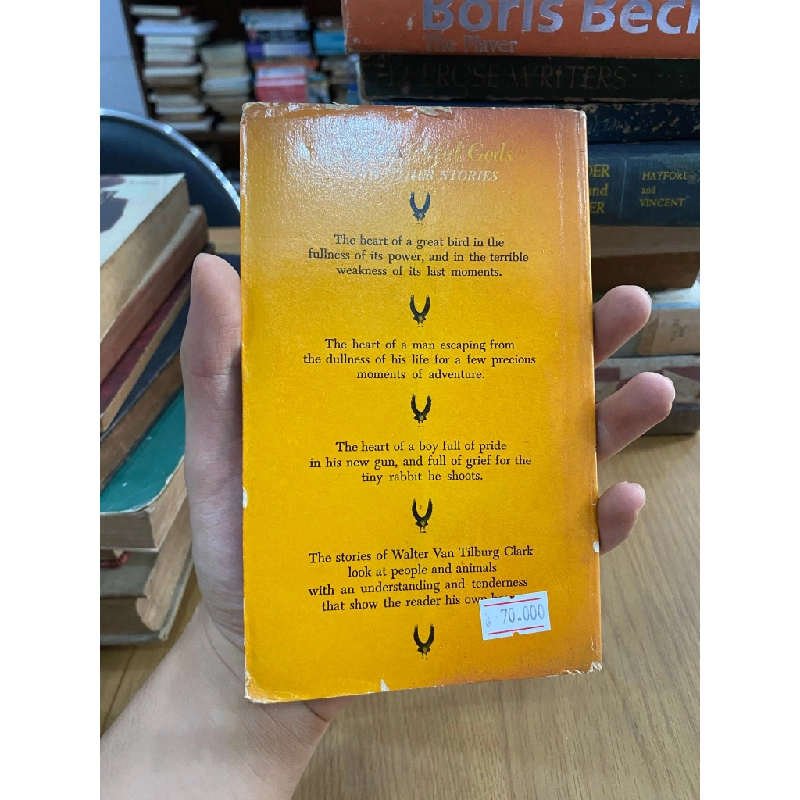 Boris Beck
The Player
PROSE WRITERS
HAYFORD
and
VINCENT
Gods
STORIES
The heart of a great bird in the
fullness of its power, and in the terrible
weakness of its last moments.
The heart of a man escaping from
the dullness of his life for a few precious
moments of adventure.
The heart of a boy full of pride
in his new gun, and full of grief for the
tiny rabbit he shoots.
The stories of Walter Van Tilburg Clark
look at people and animals
with an understanding and tenderness
that show the reader his own
70.000